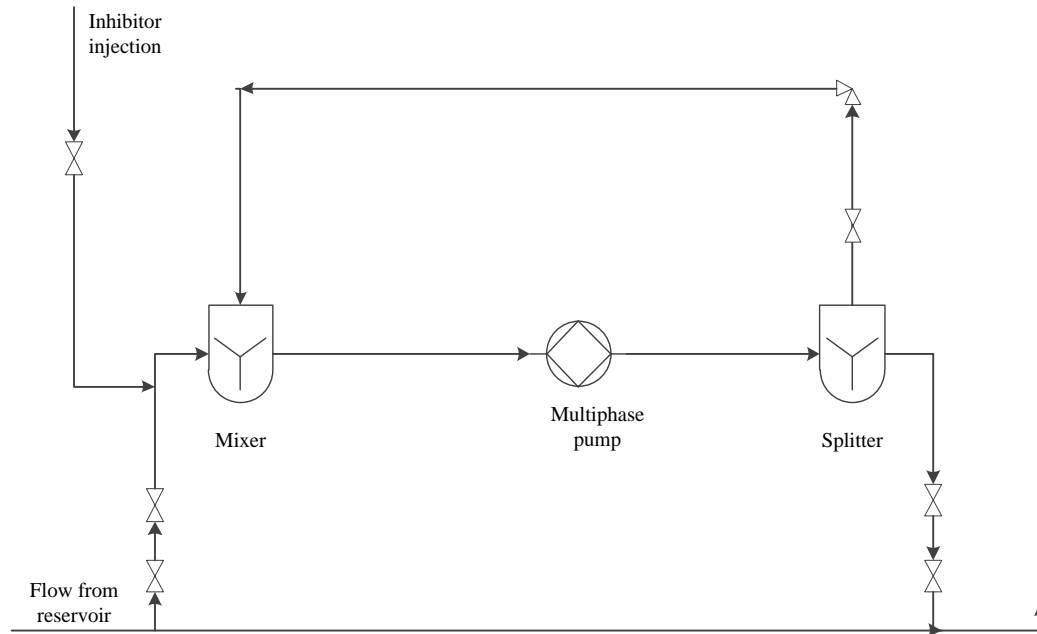 Inhibitor
injection
Multiphase
pump
Mixer
Splitter
Flow from
reservoir